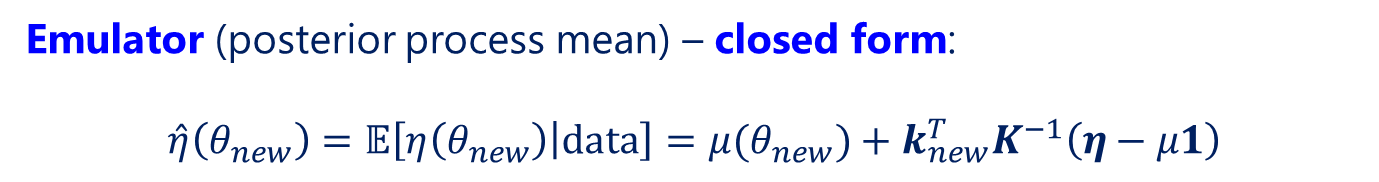 Emulator (posterior process mean) – closed form:
η̂(θ_new) = 𝔼[η(θ_new)|data] = μ(θ_new) + k_new^T K^{-1}(η − μ1)